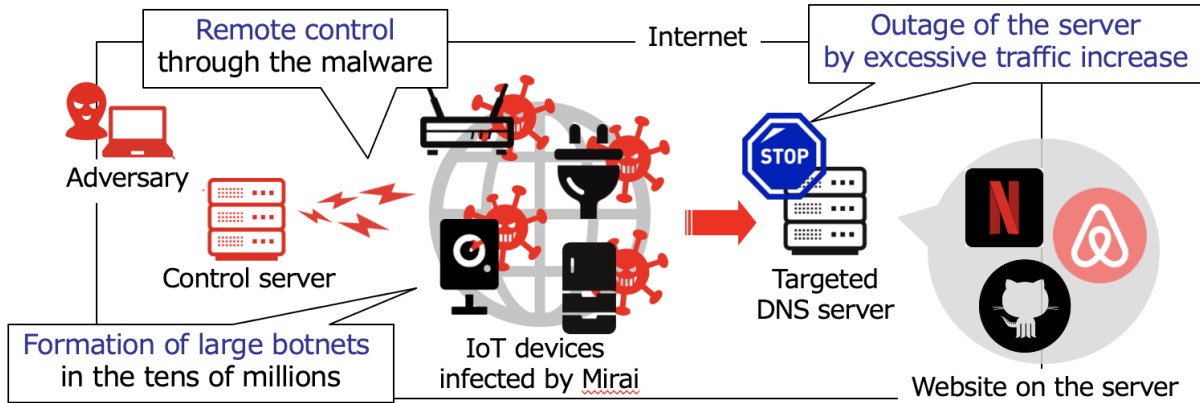 Remote control
through the malware
Internet
Outage of the server
by excessive traffic increase
Adversary
STOP
Control server
Targeted
DNS server
N
Formation of large botnets
in the tens of millions
IoT devices
infected by Mirai
Website on the server